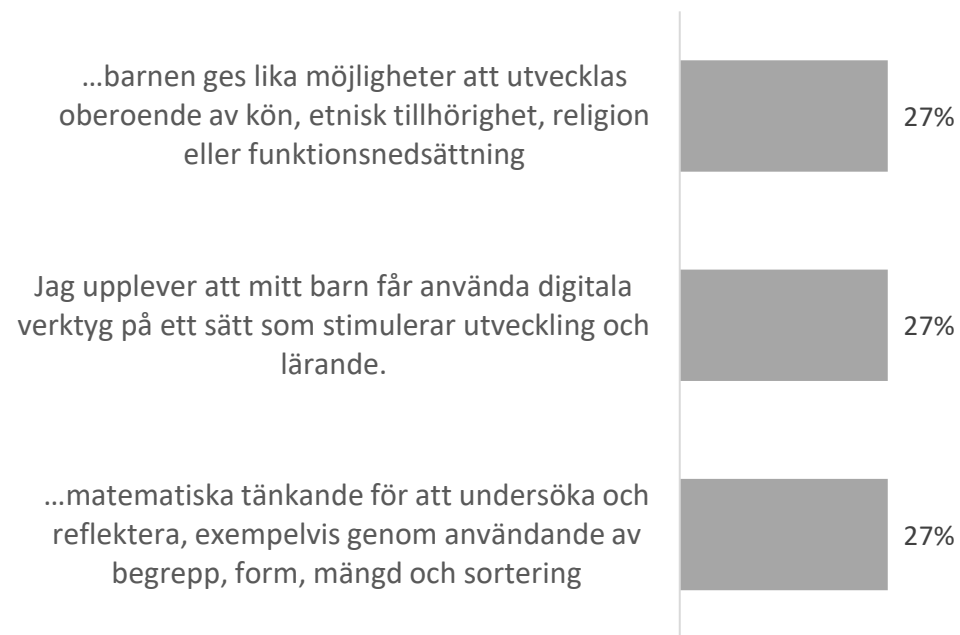 …barnen ges lika möjligheter att utvecklas
oberoende av kön, etnisk tillhörighet, religion
eller funktionsnedsättning
27%
Jag upplever att mitt barn får använda digitala
verktyg på ett sätt som stimulerar utveckling och
lärande.
27%
…matematiska tänkande för att undersöka och
reflektera, exempelvis genom användande av
begrepp, form, mängd och sortering
27%